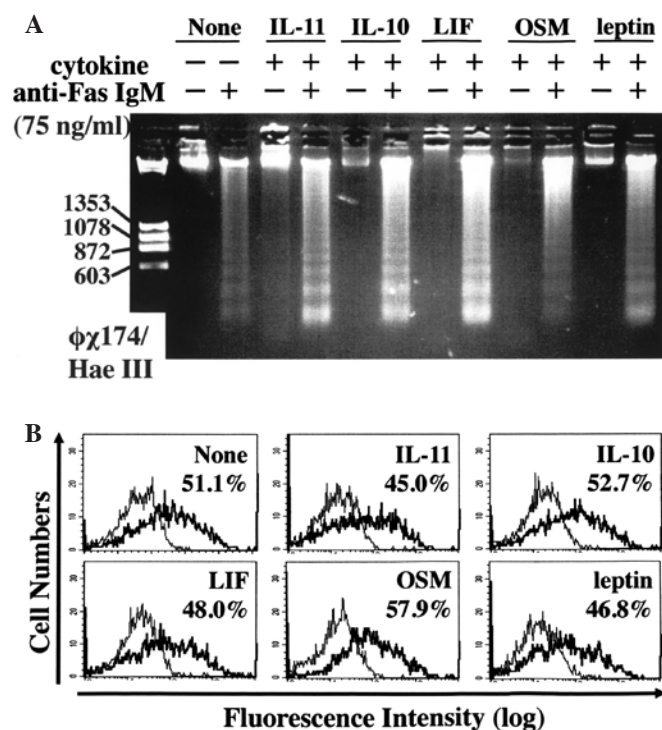 A
None IL-11 IL-10 LIF OSM leptin
cytokine − − + + + + + + + + + +
anti-Fas IgM − + − + − + − + − + − +
(75 ng/ml)
1353
1078
872
603
φχ174/
Hae III
B
Cell Numbers
None
51.1%
IL-11
45.0%
IL-10
52.7%
LIF
48.0%
OSM
57.9%
leptin
46.8%
Fluorescence Intensity (log)